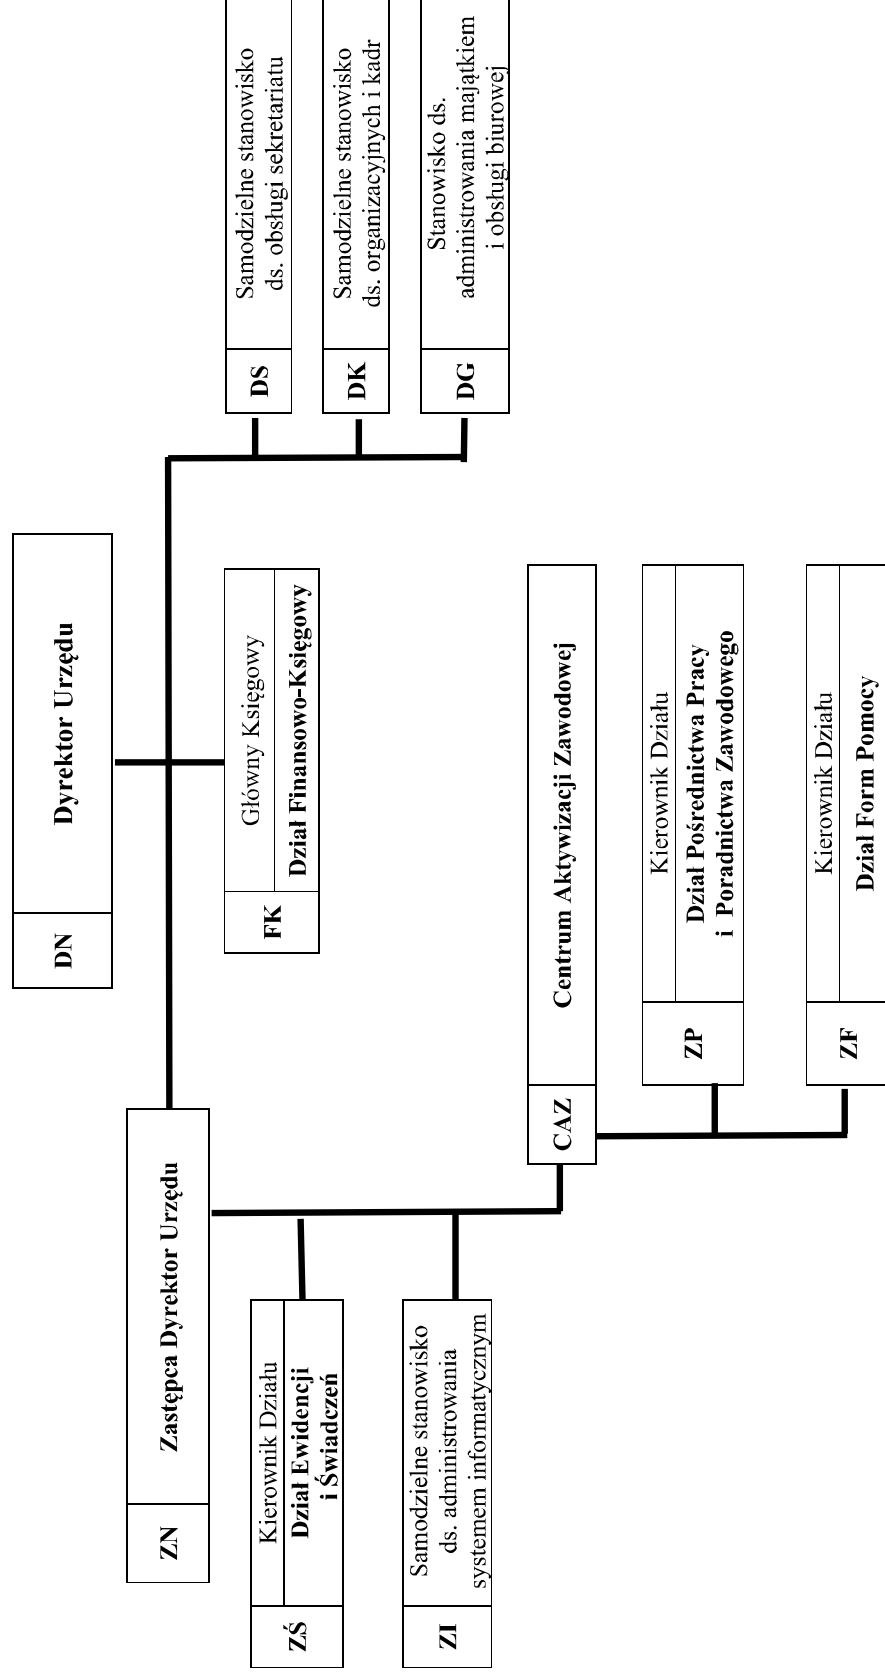 DN
Dyrektor Urzędu
ZN
Zastępca Dyrektor Urzędu
FK
Główny Księgowy
Dział Finansowo-Księgowy
DS
Samodzielne stanowisko
ds. obsługi sekretariatu
DK
Samodzielne stanowisko
ds. organizacyjnych i kadr
DG
Stanowisko ds.
administrowania majątkiem
i obsługi biurowej
ZŚ
Kierownik Działu
Dział Ewidencji
i Świadczeń
ZI
Samodzielne stanowisko
ds. administrowania
systemem informatycznym
CAZ
Centrum Aktywizacji Zawodowej
ZP
Kierownik Działu
Dział Pośrednictwa Pracy
i Poradnictwa Zawodowego
ZF
Kierownik Działu
Dział Form Pomocy